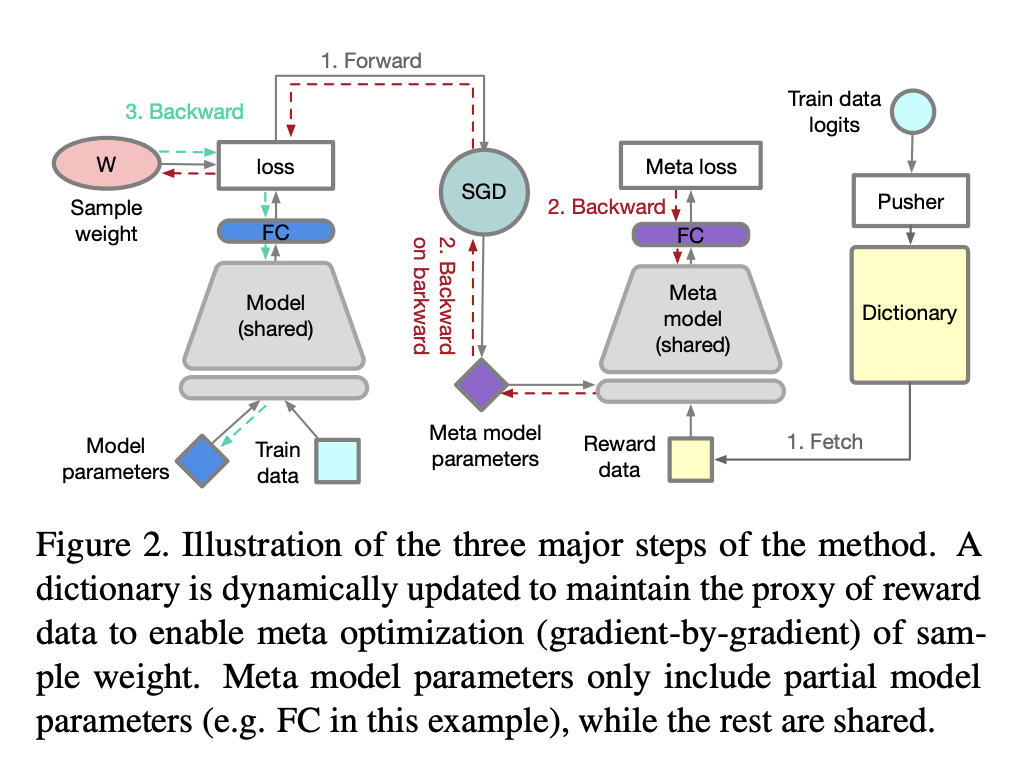 1. Forward
3. Backward
Train data
logits
W
loss
Sample
weight
FC
SGD
Meta loss
2. Backward
FC
Pusher
2. Backward
on barkward
Model
(shared)
Meta
model
(shared)
Dictionary
Model
parameters
Train
data
Meta model
parameters
Reward
data
1. Fetch
Figure 2. Illustration of the three major steps of the method. A
dictionary is dynamically updated to maintain the proxy of reward
data to enable meta optimization (gradient-by-gradient) of sam-
ple weight. Meta model parameters only include partial model
parameters (e.g. FC in this example), while the rest are shared.